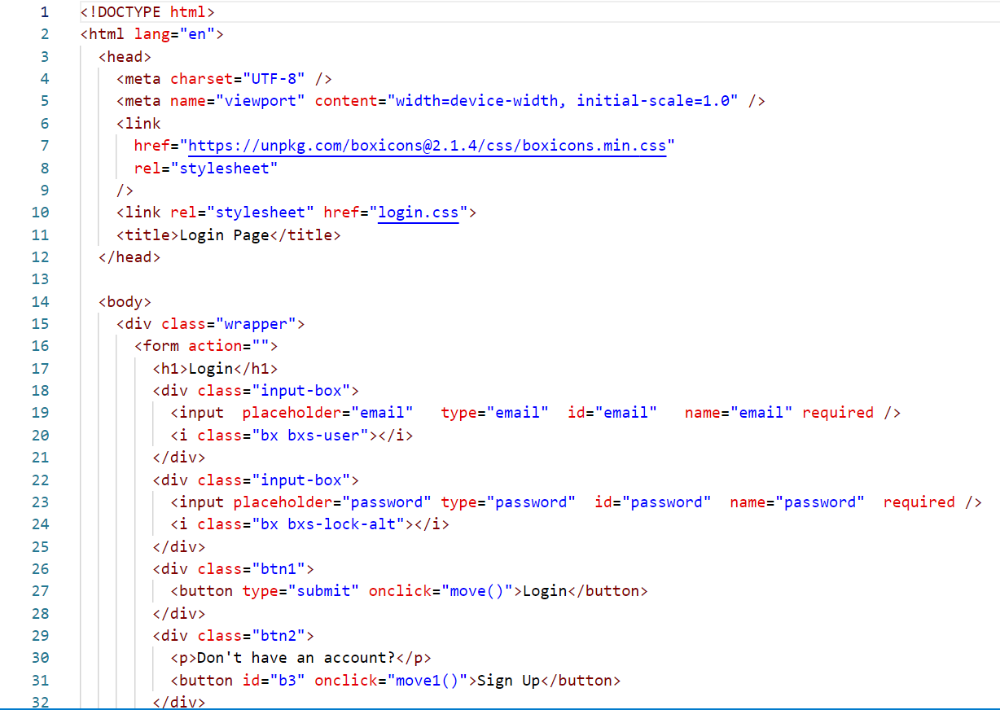 1 <!DOCTYPE html>
2 <html lang="en">
3   <head>
4     <meta charset="UTF-8" />
5     <meta name="viewport" content="width=device-width, initial-scale=1.0" />
6     <link
7       href="https://unpkg.com/boxicons@2.1.4/css/boxicons.min.css"
8       rel="stylesheet"
9     />
10     <link rel="stylesheet" href="login.css">
11     <title>Login Page</title>
12   </head>
13
14   <body>
15     <div class="wrapper">
16       <form action="">
17         <h1>Login</h1>
18         <div class="input-box">
19           <input  placeholder="email"   type="email"  id="email"   name="email" required />
20           <i class="bx bxs-user"></i>
21         </div>
22         <div class="input-box">
23           <input placeholder="password" type="password"  id="password"  name="password"  required />
24           <i class="bx bxs-lock-alt"></i>
25         </div>
26         <div class="btn1">
27           <button type="submit" onclick="move()">Login</button>
28         </div>
29         <div class="btn2">
30           <p>Don't have an account?</p>
31           <button id="b3" onclick="move1()">Sign Up</button>
32         </div>